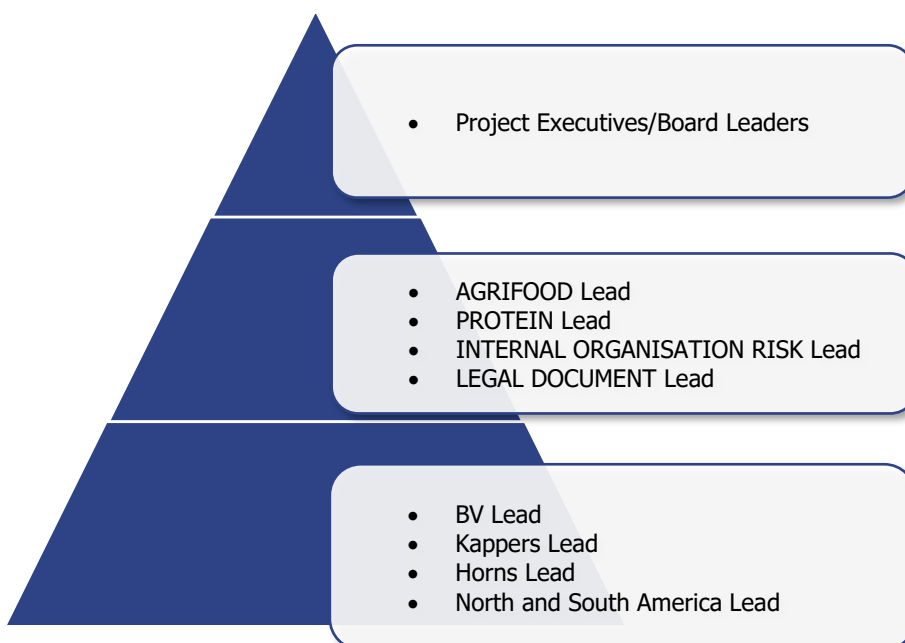 • Project Executives/Board Leaders
• AGRIFOOD Lead
• PROTEIN Lead
• INTERNAL ORGANISATION RISK Lead
• LEGAL DOCUMENT Lead
• BV Lead
• Kappers Lead
• Horns Lead
• North and South America Lead